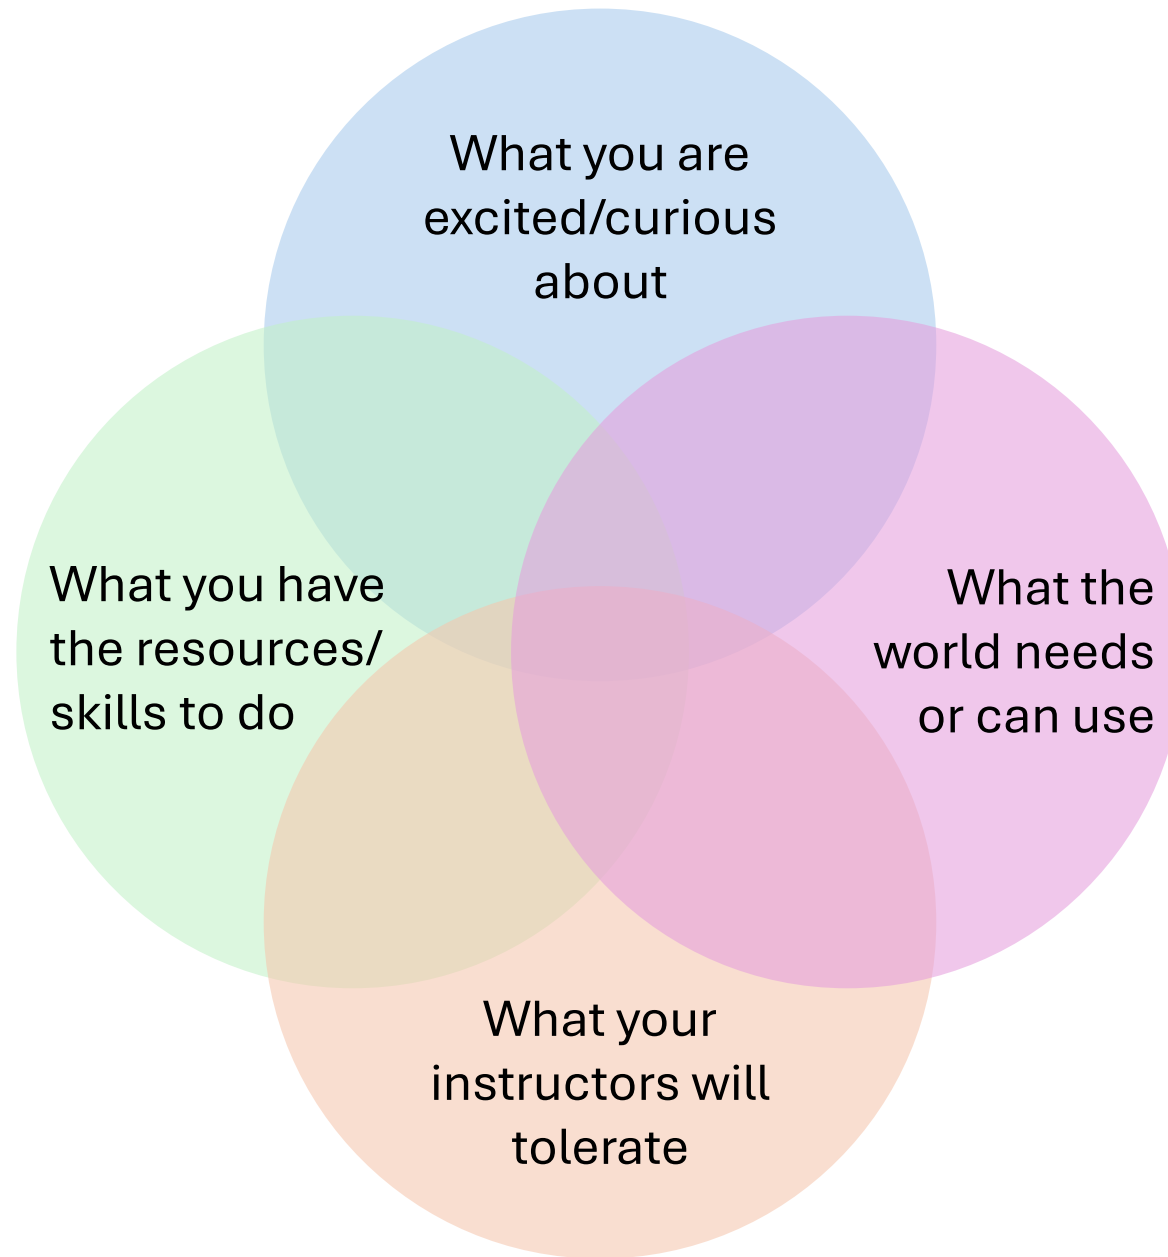 What you are
excited/curious
about
What you have
the resources/
skills to do
What the
world needs
or can use
What your
instructors will
tolerate